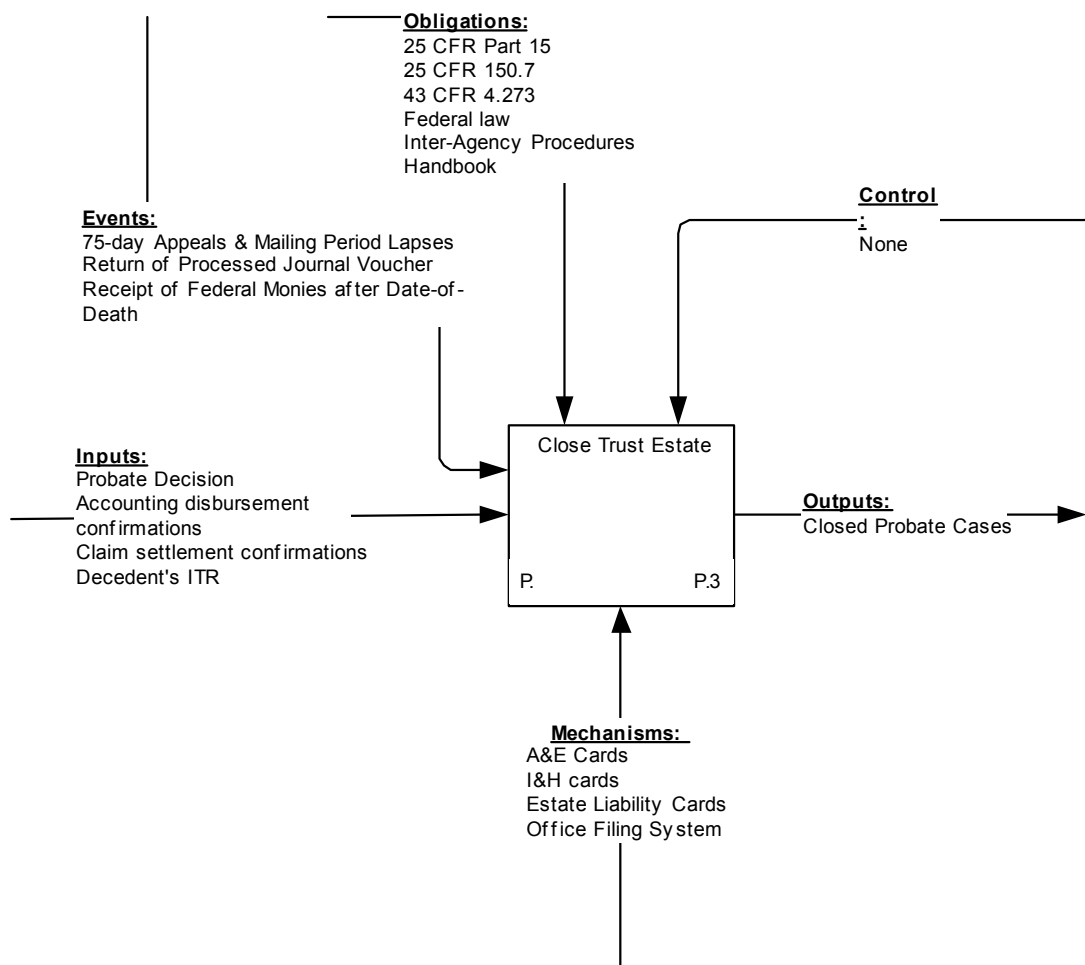 Obligations:
25 CFR Part 15
25 CFR 150.7
43 CFR 4.273
Federal law
Inter-Agency Procedures
Handbook
Control
:
None
Events:
75-day Appeals & Mailing Period Lapses
Return of Processed Journal Voucher
Receipt of Federal Monies after Date-of-
Death
Close Trust Estate
P.
P.3
Inputs:
Probate Decision
Accounting disbursement
confirmations
Claim settlement confirmations
Decedent's ITR
Outputs:
Closed Probate Cases
Mechanisms:
A&E Cards
I&H cards
Estate Liability Cards
Office Filing System